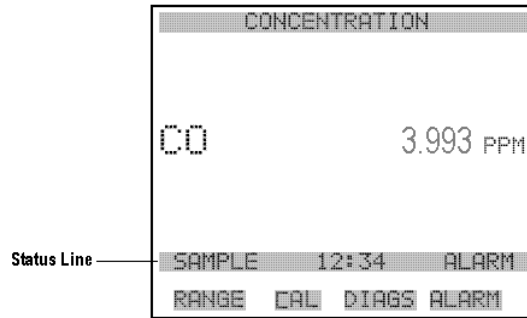 CONCENTRATION
CO 3.993 PPM
Status Line SAMPLE 12:34 ALARM
RANGE CAL DIAGS ALARM